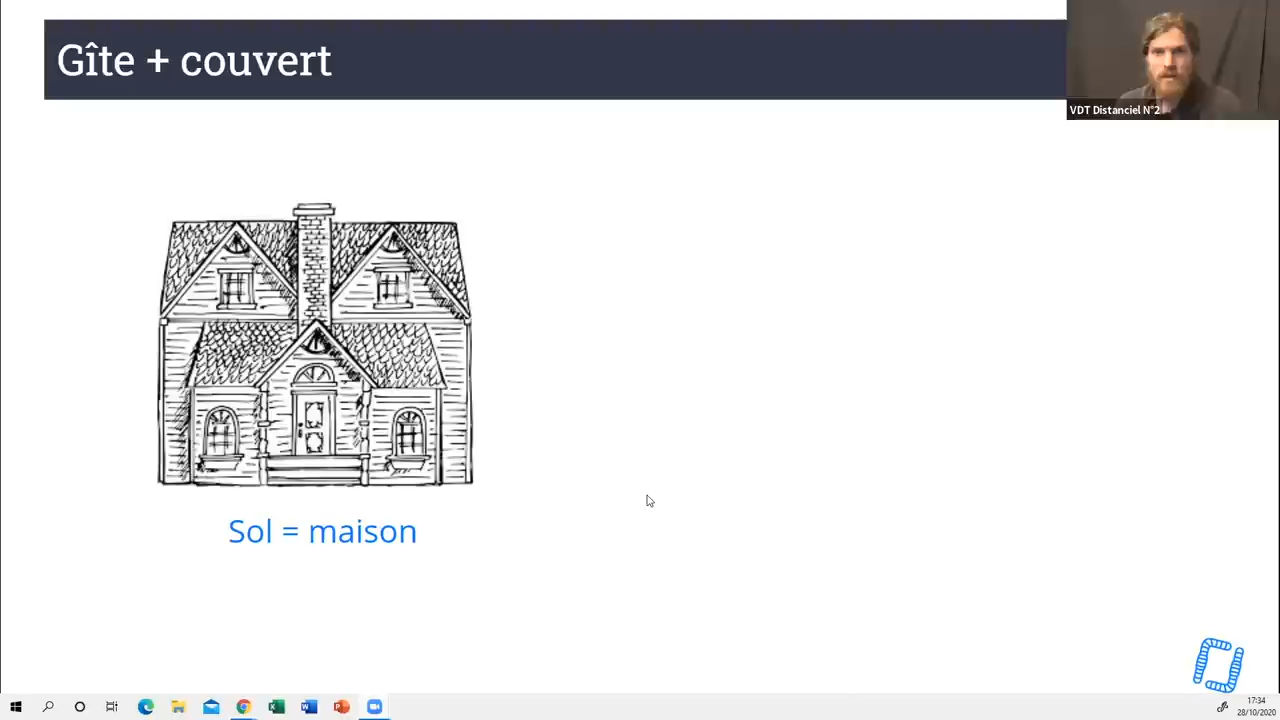 Gîte + couvert
VDT Distanciel N°2
Sol = maison
17:34
28/10/2020